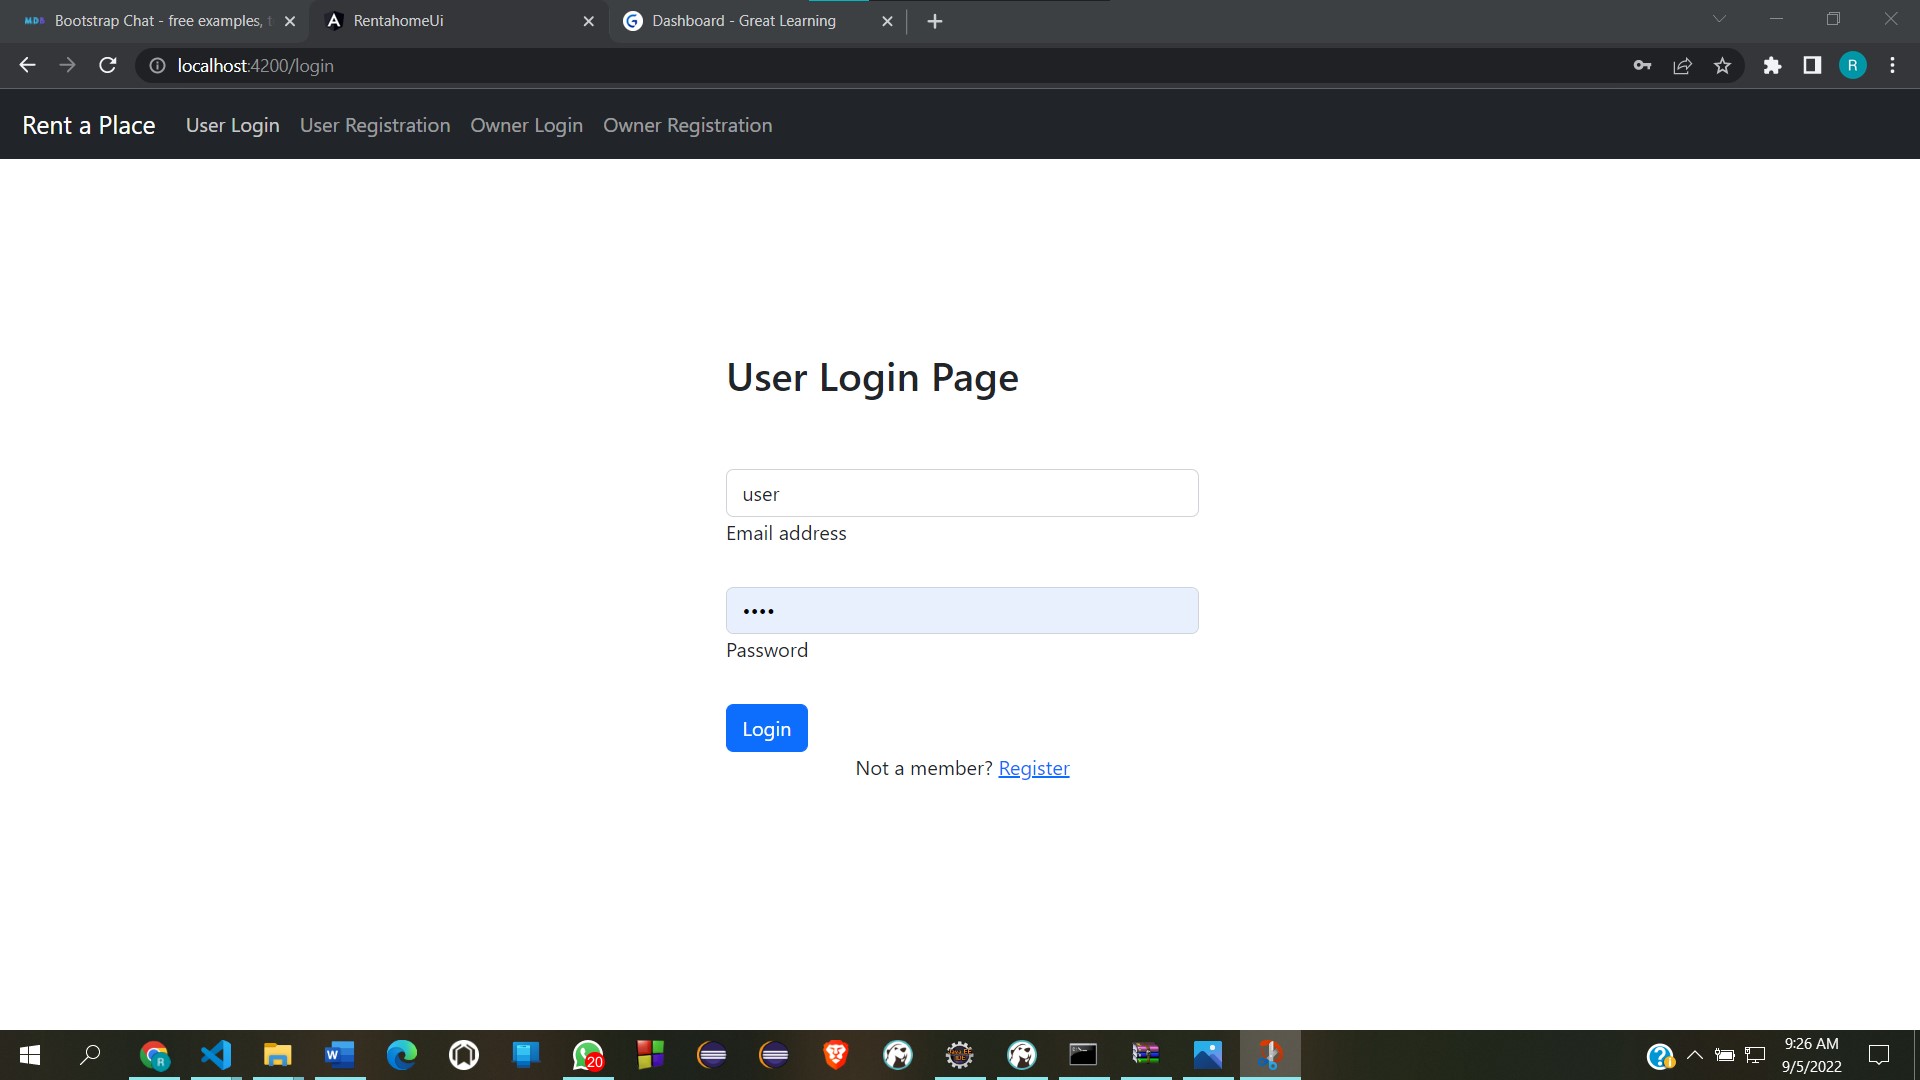 MDB Bootstrap Chat - free examples, t
RentahomeUi
Dashboard - Great Learning
localhost:4200/login
R
Rent a Place
User Login
User Registration
Owner Login
Owner Registration
User Login Page
user
Email address
••••
Password
Login
Not a member? Register
20
9:26 AM
9/5/2022